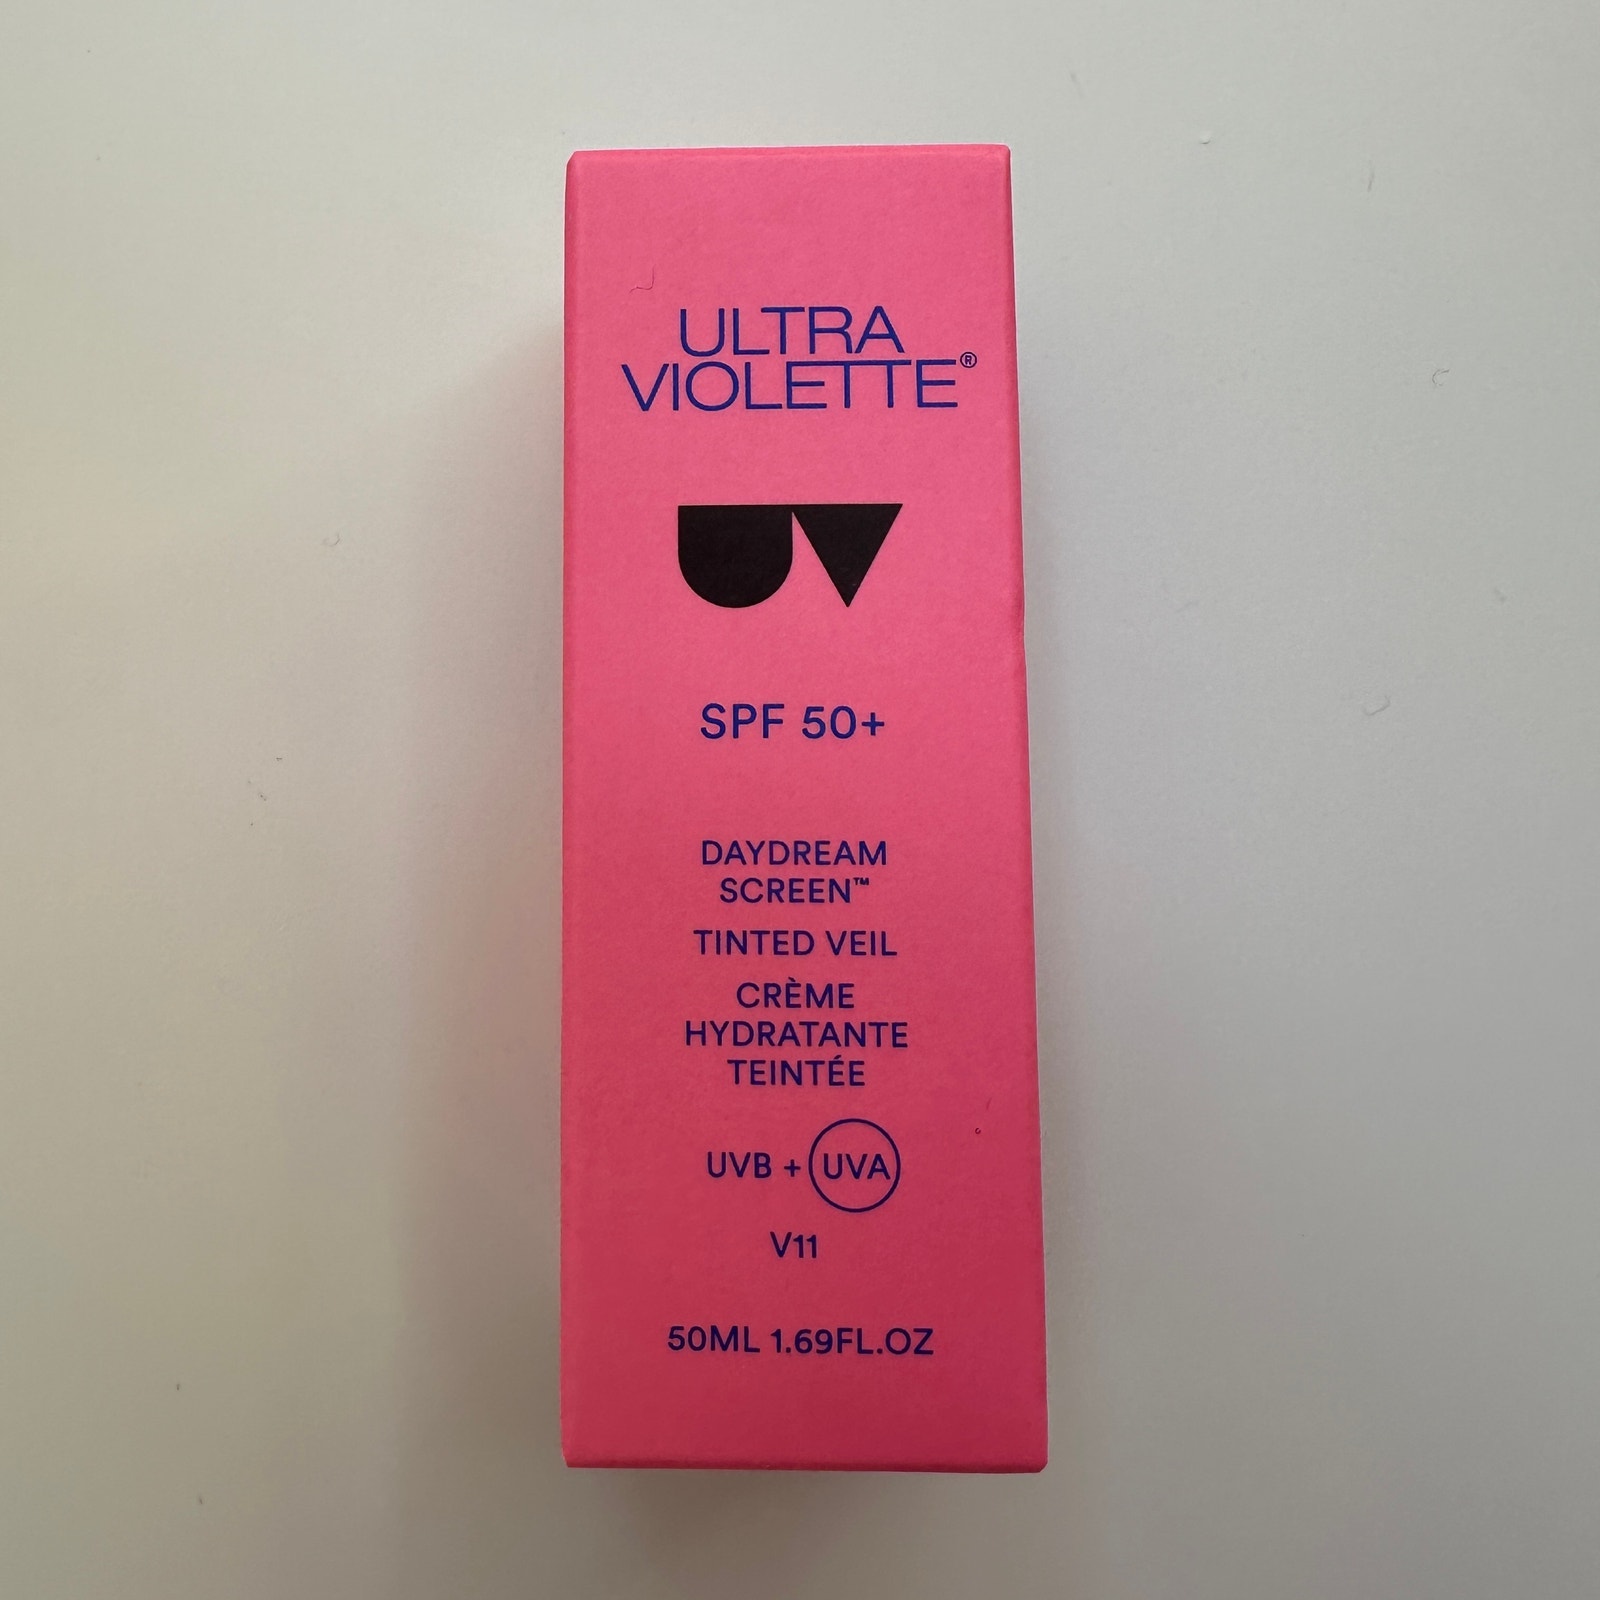 ULTRA
VIOLETTE®
UV
SPF 50+
DAYDREAM
SCREEN™
TINTED VEIL
CRÈME
HYDRATANTE
TEINTÉE
UVB + UVA
V11
50ML 1.69FL.OZ